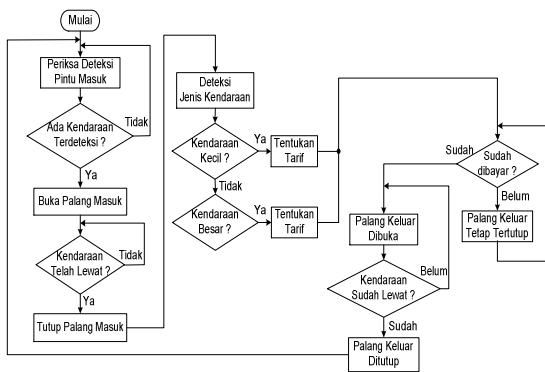 Mulai
Periksa Deteksi
Pintu Masuk
Tidak
Ada Kendaraan
Terdeteksi ?
Ya
Buka Palang Masuk
Tidak
Kendaraan
Telah Lewat ?
Ya
Tutup Palang Masuk
Deteksi
Jenis Kendaraan
Kendaraan
Kecil ?
Ya
Tentukan
Tarif
Tidak
Kendaraan
Besar ?
Ya
Tentukan
Tarif
Sudah
Sudah
dibayar ?
Belum
Palang Keluar
Tetap Tertutup
Palang Keluar
Dibuka
Belum
Kendaraan
Sudah Lewat ?
Sudah
Palang Keluar
Ditutup